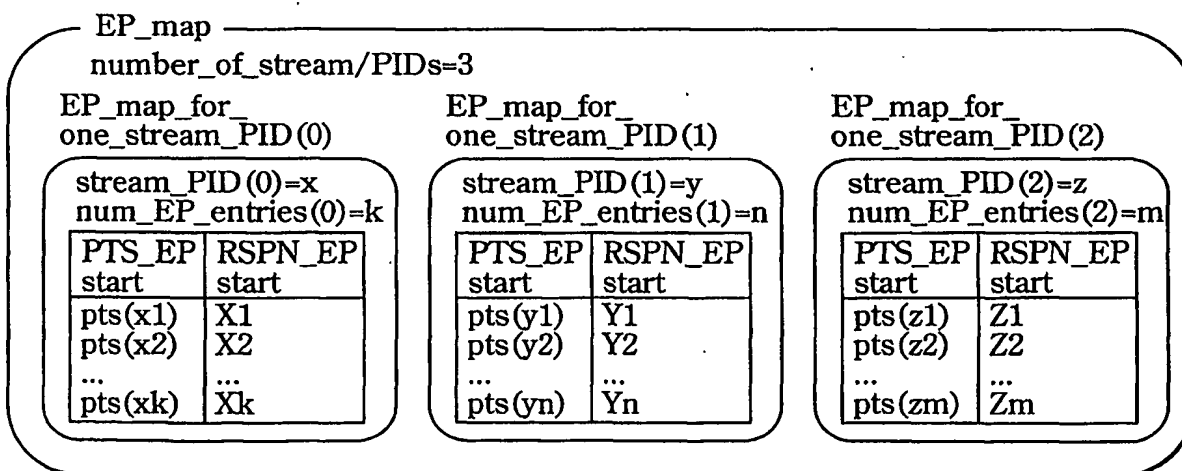 EP_map
number_of_stream/PIDs=3
EP_map_for_
one_stream_PID(0)
stream_PID(0)=x
num_EP_entries(0)=k
PTS_EP RSPN_EP
start start
pts(x1) X1
pts(x2) X2
... ...
pts(xk) Xk
EP_map_for_
one_stream_PID(1)
stream_PID(1)=y
num_EP_entries(1)=n
PTS_EP RSPN_EP
start start
pts(y1) Y1
pts(y2) Y2
... ...
pts(yn) Yn
EP_map_for_
one_stream_PID(2)
stream_PID(2)=z
num_EP_entries(2)=m
PTS_EP RSPN_EP
start start
pts(z1) Z1
pts(z2) Z2
... ...
pts(zm) Zm